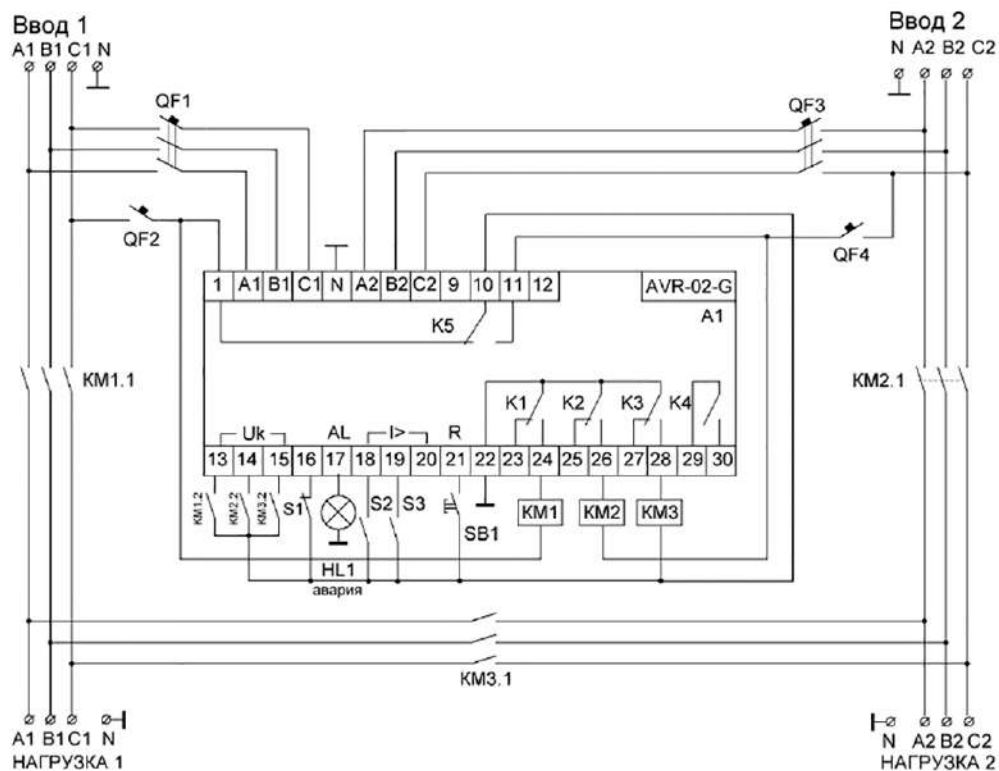 Ввод 1
A1 B1 C1 N
Ввод 2
N A2 B2 C2
QF1
QF3
QF2
QF4
1 A1 B1 C1 N A2 B2 C2 9 10 11 12
AVR-02-G
A1
K5
KM1.1
KM2.1
K1 K2 K3 K4
Uk AL I> R
13 14 15 16 17 18 19 20 21 22 23 24 25 26 27 28 29 30
KM1.2 KM2.2 KM3.2 S1 S2 S3
SB1
KM1 KM2 KM3
HL1
авария
KM3.1
A1 B1 C1 N
НАГРУЗКА 1
N A2 B2 C2
НАГРУЗКА 2